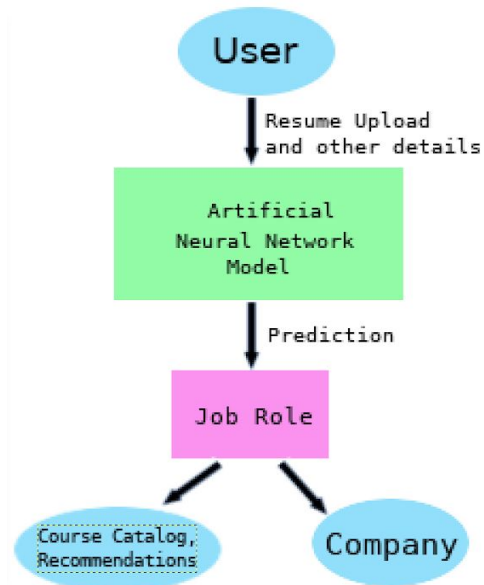 User
Resume Upload
and other details
Artificial
Neural Network
Model
Prediction
Job Role
Course Catalog,
Recommendations
Company